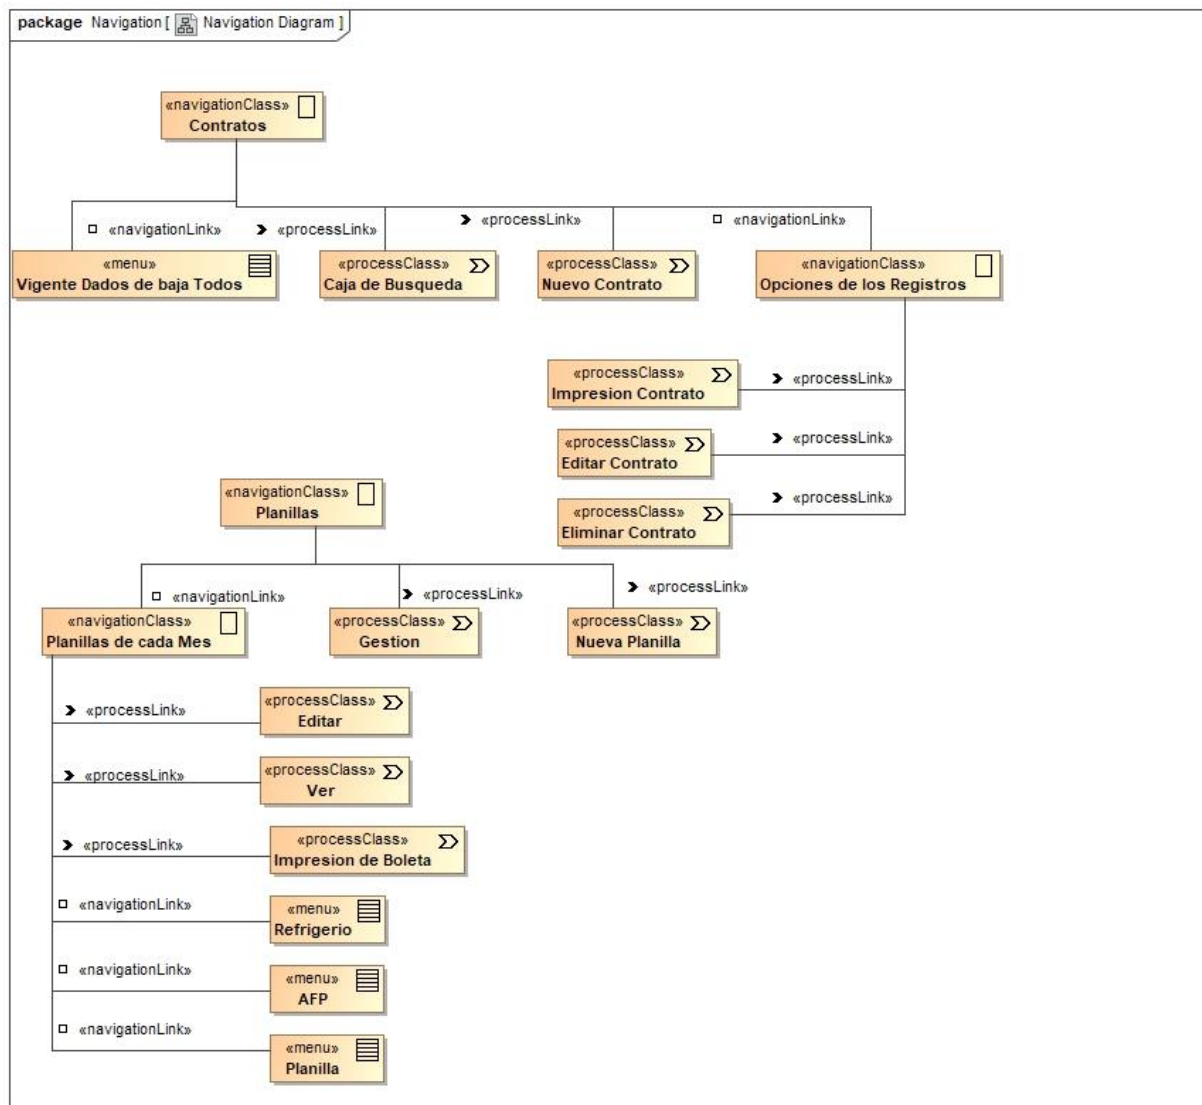 package Navigation [ Navigation Diagram ]
«navigationClass»
Contratos
«navigationLink»
«processLink»
«processLink»
«navigationLink»
«menu»
Vigente Dados de baja Todos
«processClass»
Caja de Busqueda
«processClass»
Nuevo Contrato
«navigationClass»
Opciones de los Registros
«processClass»
Impresion Contrato
«processLink»
«processClass»
Editar Contrato
«processLink»
«processClass»
Eliminar Contrato
«processLink»
«navigationClass»
Planillas
«navigationLink»
«processLink»
«processLink»
«navigationClass»
Planillas de cada Mes
«processClass»
Gestion
«processClass»
Nueva Planilla
«processLink»
«processClass»
Editar
«processLink»
«processClass»
Ver
«processLink»
«processClass»
Impresion de Boleta
«navigationLink»
«menu»
Refrigerio
«navigationLink»
«menu»
AFP
«navigationLink»
«menu»
Planilla